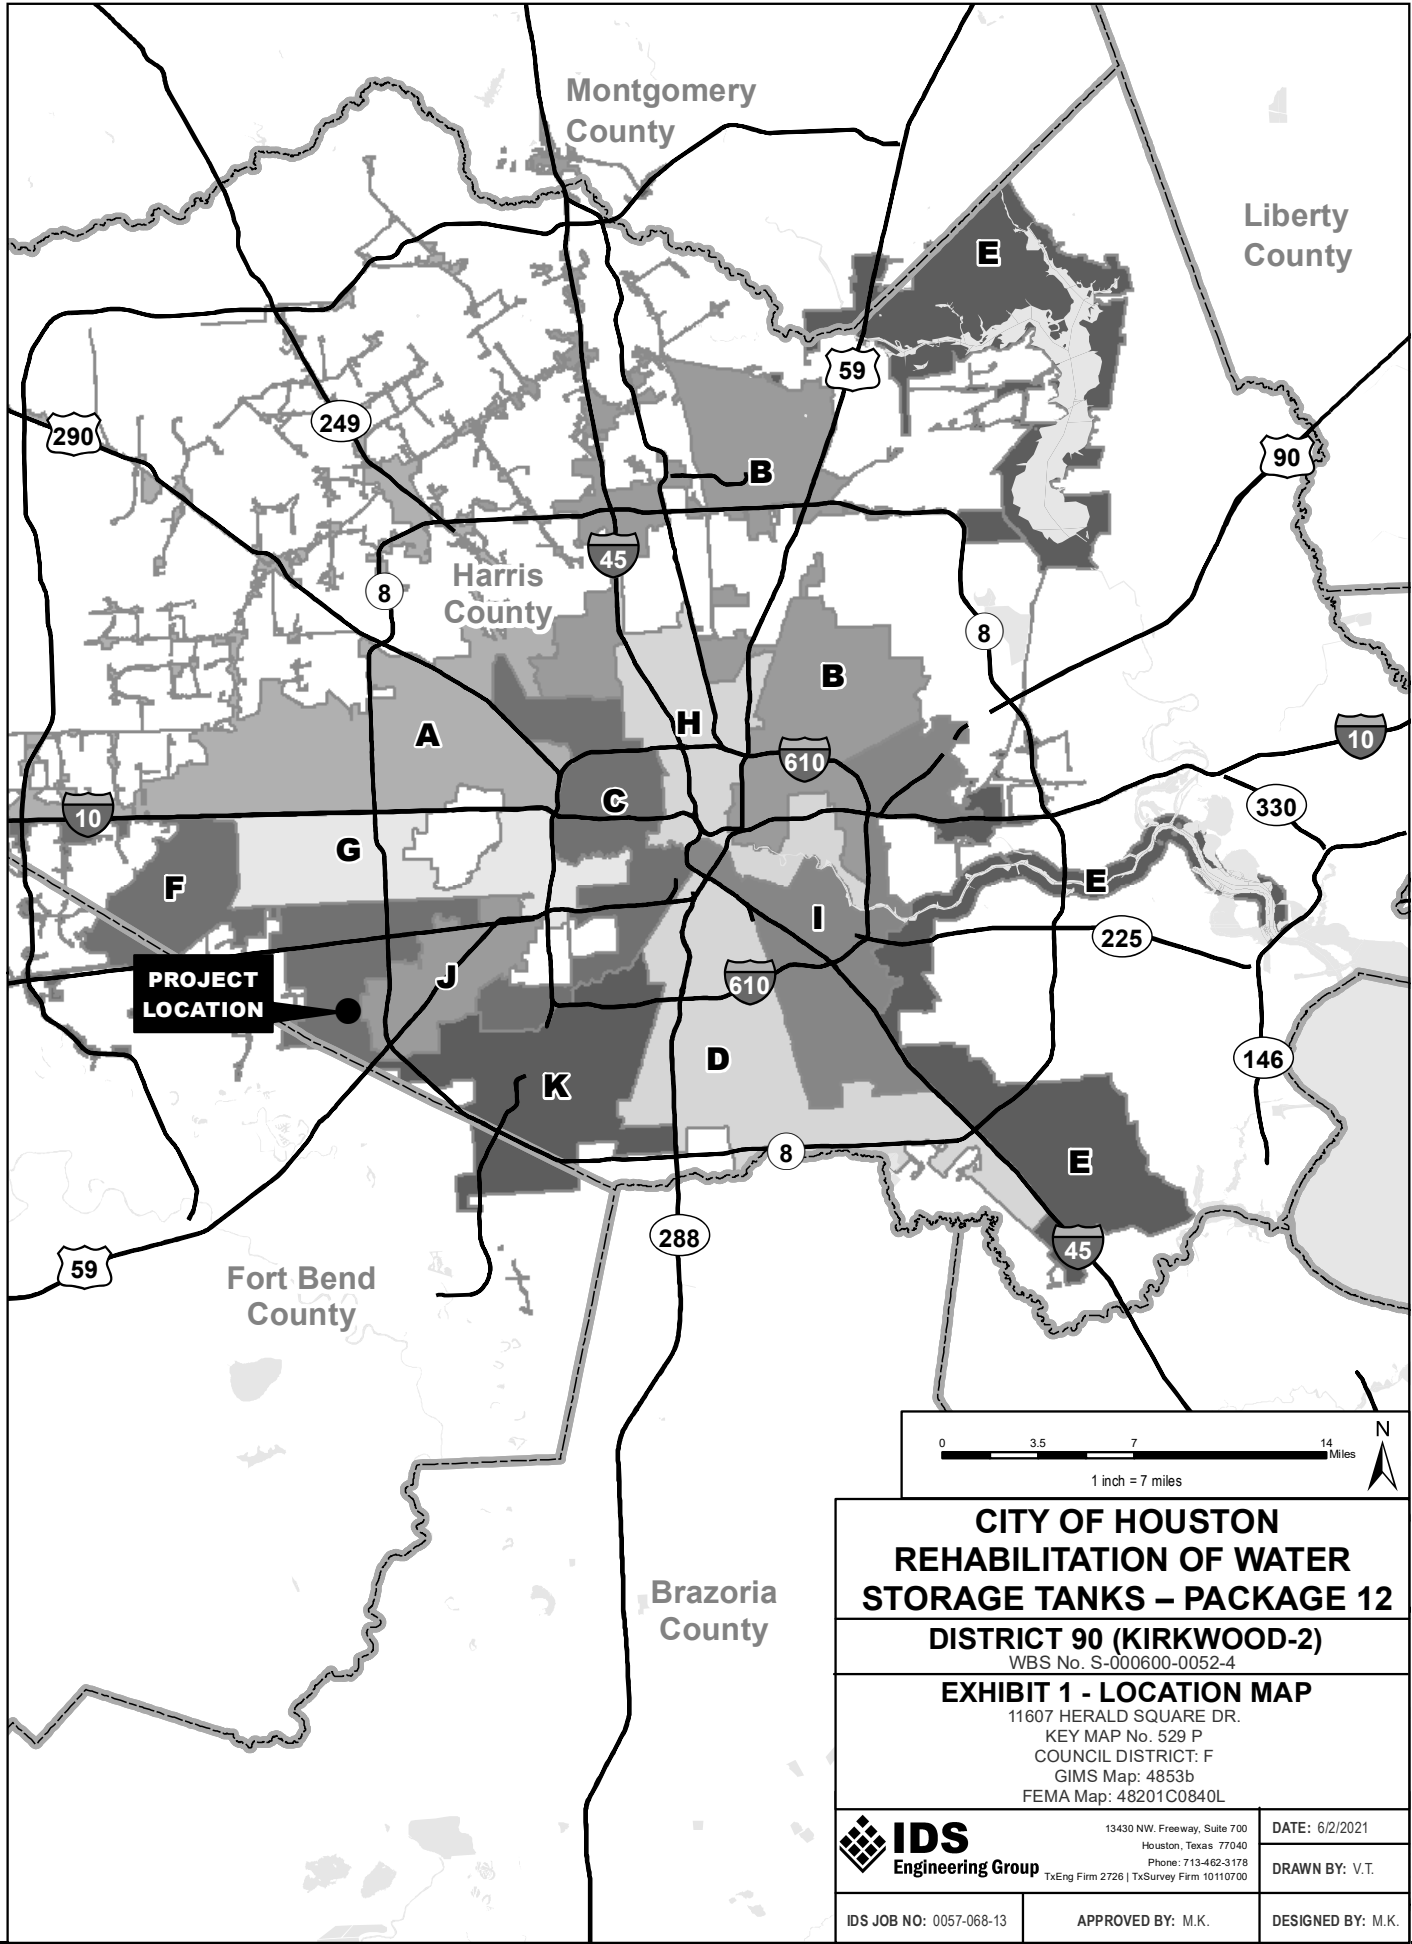 Montgomery
County
Liberty
County
E
59
290
249
B
90
45
Harris
County
8
8
B
A
H
10
610
C
10
330
G
F
E
I
225
J
PROJECT
LOCATION
610
D
146
K
8
E
288
45
59
Fort Bend
County
0 3.5 7 14
Miles
N
1 inch = 7 miles
CITY OF HOUSTON
REHABILITATION OF WATER
STORAGE TANKS – PACKAGE 12
DISTRICT 90 (KIRKWOOD-2)
WBS No. S-000600-0052-4
Brazoria
County
EXHIBIT 1 - LOCATION MAP
11607 HERALD SQUARE DR.
KEY MAP No. 529 P
COUNCIL DISTRICT: F
GIMS Map: 4853b
FEMA Map: 48201C0840L
IDS
Engineering Group
13430 NW. Freeway, Suite 700
Houston, Texas 77040
Phone: 713-462-3178
TxEng Firm 2726 | TxSurvey Firm 10110700
DATE: 6/2/2021
DRAWN BY: V.T.
IDS JOB NO: 0057-068-13
APPROVED BY: M.K.
DESIGNED BY: M.K.